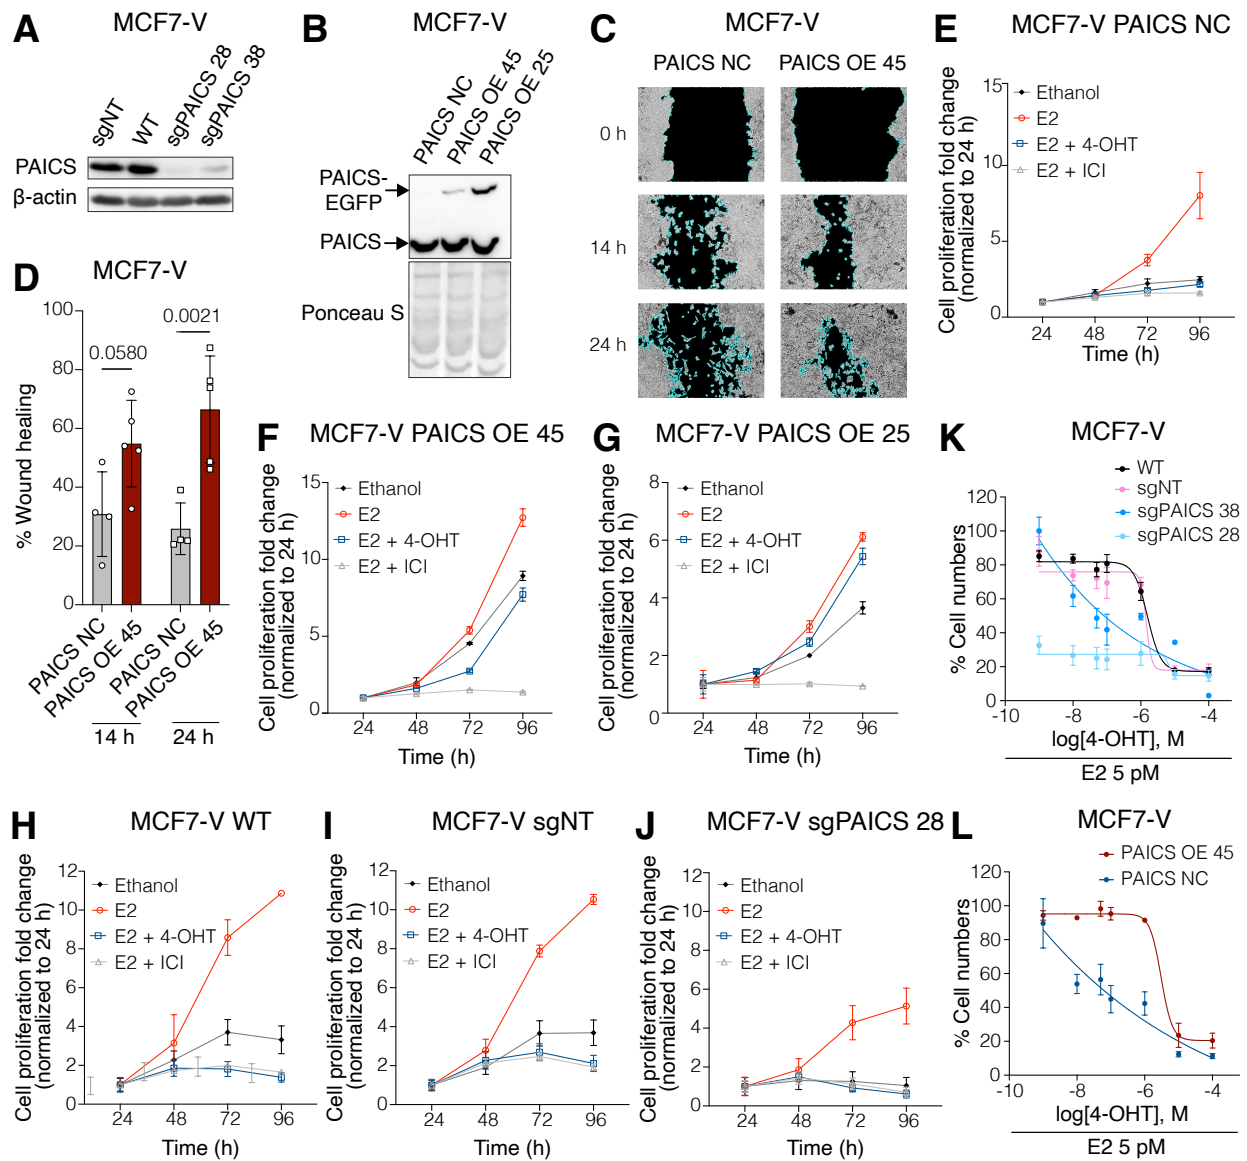 A
MCF7-V
sgNT
WT
sgPAICS 28
sgPAICS 38
PAICS
β-actin
B
MCF7-V
PAICS NC
PAICS OE 45
PAICS OE 25
PAICS-
EGFP
PAICS
Ponceau S
C
MCF7-V
PAICS NC
PAICS OE 45
0 h
14 h
24 h
D
MCF7-V
% Wound healing
100
80
60
40
20
0
0.0580
0.0021
PAICS NC
PAICS OE 45
PAICS NC
PAICS OE 45
14 h
24 h
E
MCF7-V PAICS NC
Cell proliferation fold change
(normalized to 24 h)
15
10
5
0
Ethanol
E2
E2 + 4-OHT
E2 + ICI
24 48 72 96
Time (h)
F
MCF7-V PAICS OE 45
Cell proliferation fold change
(normalized to 24 h)
15
10
5
0
Ethanol
E2
E2 + 4-OHT
E2 + ICI
24 48 72 96
Time (h)
G
MCF7-V PAICS OE 25
Cell proliferation fold change
(normalized to 24 h)
8
6
4
2
0
Ethanol
E2
E2 + 4-OHT
E2 + ICI
24 48 72 96
Time (h)
K
MCF7-V
WT
sgNT
sgPAICS 38
sgPAICS 28
% Cell numbers
120
100
80
60
40
20
0
-10 -8 -6 -4
log[4-OHT], M
E2 5 pM
H
MCF7-V WT
Cell proliferation fold change
(normalized to 24 h)
12
10
8
6
4
2
0
Ethanol
E2
E2 + 4-OHT
E2 + ICI
24 48 72 96
Time (h)
I
MCF7-V sgNT
Cell proliferation fold change
(normalized to 24 h)
12
10
8
6
4
2
0
Ethanol
E2
E2 + 4-OHT
E2 + ICI
24 48 72 96
Time (h)
J
MCF7-V sgPAICS 28
Cell proliferation fold change
(normalized to 24 h)
12
10
8
6
4
2
0
Ethanol
E2
E2 + 4-OHT
E2 + ICI
24 48 72 96
Time (h)
L
MCF7-V
PAICS OE 45
PAICS NC
% Cell numbers
120
100
80
60
40
20
0
-10 -8 -6 -4
log[4-OHT], M
E2 5 pM